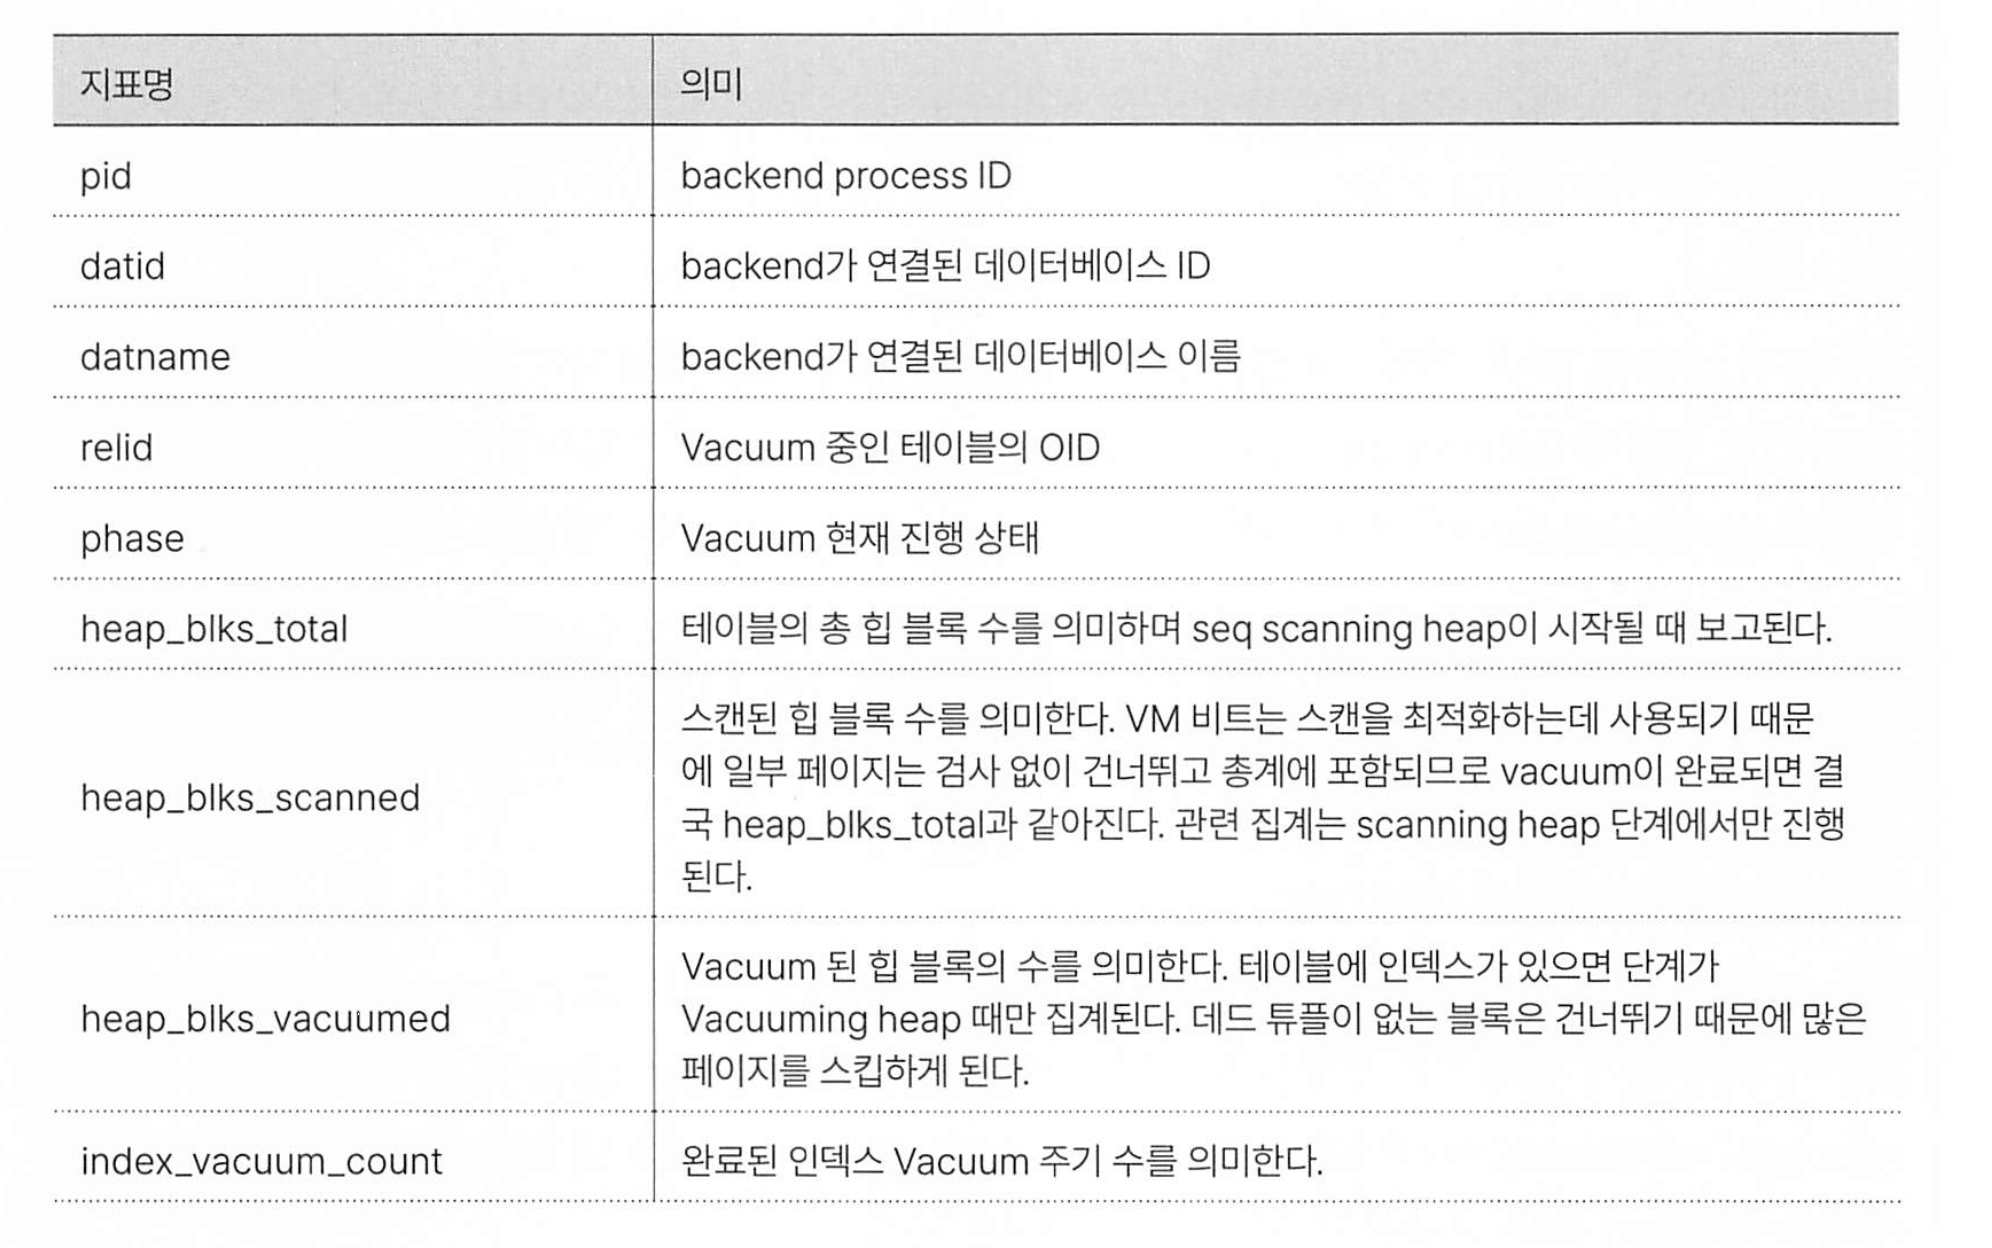 지표명 의미
pid backend process ID
datid backend가 연결된 데이터베이스 ID
datname backend가 연결된 데이터베이스 이름
relid Vacuum 중인 테이블의 OID
phase Vacuum 현재 진행 상태
heap_blks_total 테이블의 총 힙 블록 수를 의미하며 seq scanning heap이 시작될 때 보고된다.
heap_blks_scanned
스캔된 힙 블록 수를 의미한다. VM 비트는 스캔을 최적화하는데 사용되기 때문
에 일부 페이지는 검사 없이 건너뛰고 총계에 포함되므로 vacuum이 완료되면 결
국 heap_blks_total과 같아진다. 관련 집계는 scanning heap 단계에서만 진행
된다.
heap_blks_vacuumed
Vacuum 된 힙 블록의 수를 의미한다. 테이블에 인덱스가 있으면 단계가
Vacuuming heap 때만 집계된다. 데드 튜플이 없는 블록은 건너뛰기 때문에 많은
페이지를 스킵하게 된다.
index_vacuum_count 완료된 인덱스 Vacuum 주기 수를 의미한다.